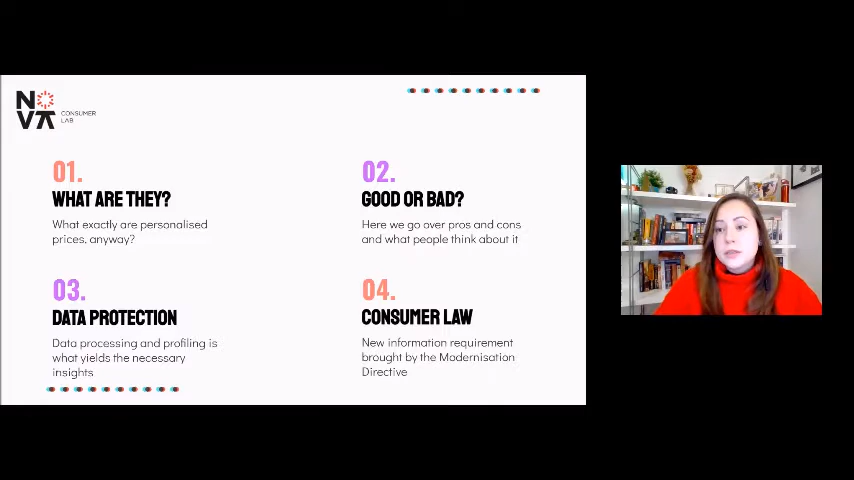 NOVA
CONSUMER
LAB
01.
WHAT ARE THEY?
What exactly are personalised
prices, anyway?
02.
GOOD OR BAD?
Here we go over pros and cons
and what people think about it
03.
DATA PROTECTION
Data processing and profiling is
what yields the necessary
insights
04.
CONSUMER LAW
New information requirement
brought by the Modernisation
Directive